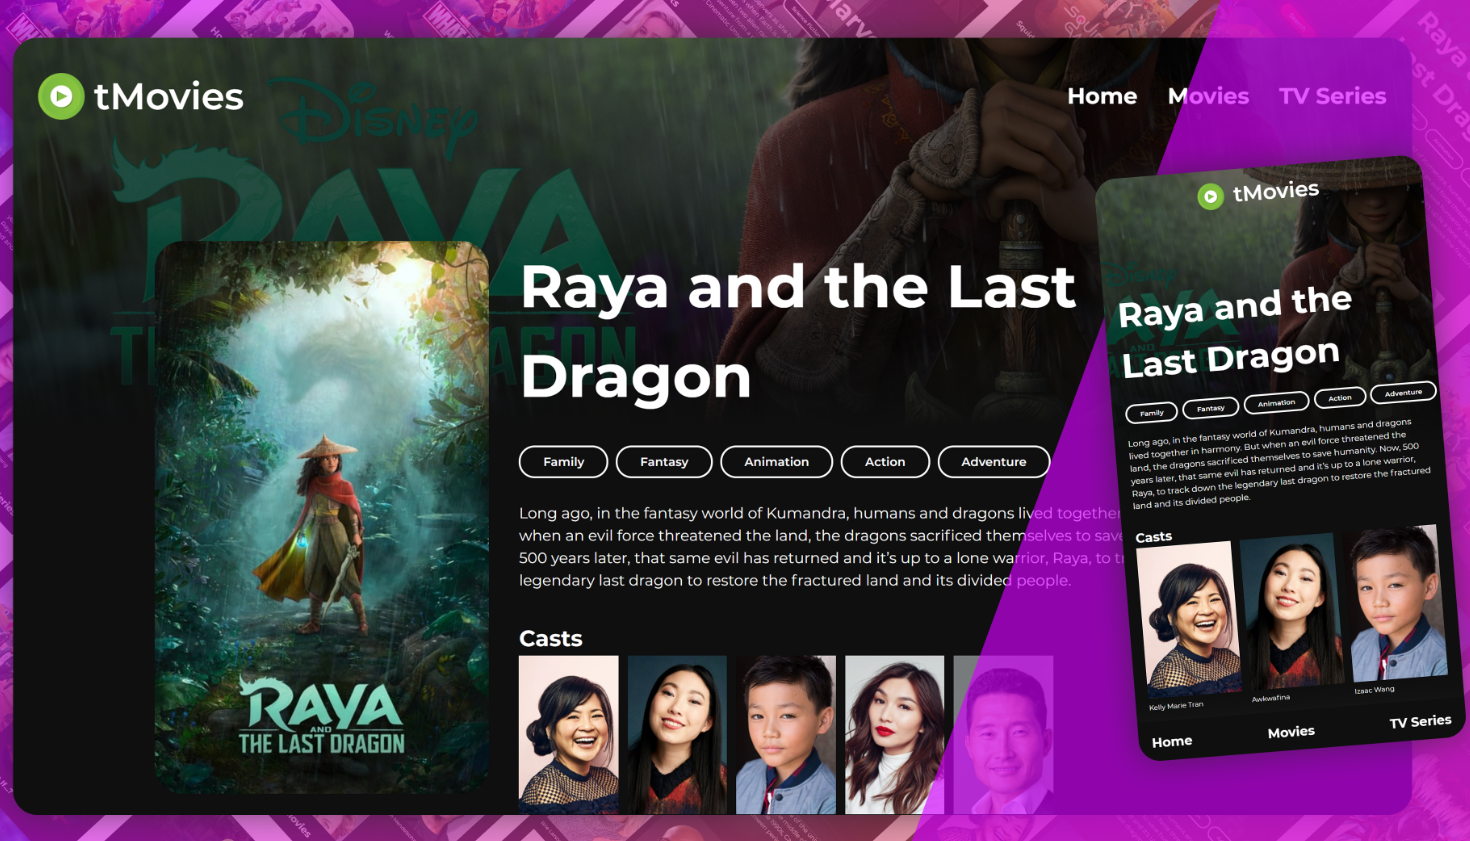 tMovies
Home Movies TV Series
Disney
RAYA
THE LAST DRAGON
Raya and the Last
Dragon
Family Fantasy Animation Action Adventure
Long ago, in the fantasy world of Kumandra, humans and dragons lived together
when an evil force threatened the land, the dragons sacrificed themselves to save
500 years later, that same evil has returned and it's up to a lone warrior, Raya, to
legendary last dragon to restore the fractured land and its divided people.
Casts
RAYA
AND
THE LAST DRAGON
tMovies
Disney
Raya and the
Last Dragon
Family Fantasy Animation Action Adventure
Long ago, in the fantasy world of Kumandra, humans and dragons
lived together in harmony. But when an evil force threatened the
land, the dragons sacrificed themselves to save humanity. Now, 500
years later, that same evil has returned and it's up to a lone warrior,
Raya, to track down the legendary last dragon to restore the fractured
land and its divided people.
Casts
Kelly Marie Tran Awkwafina Izaac Wang
Home Movies TV Series